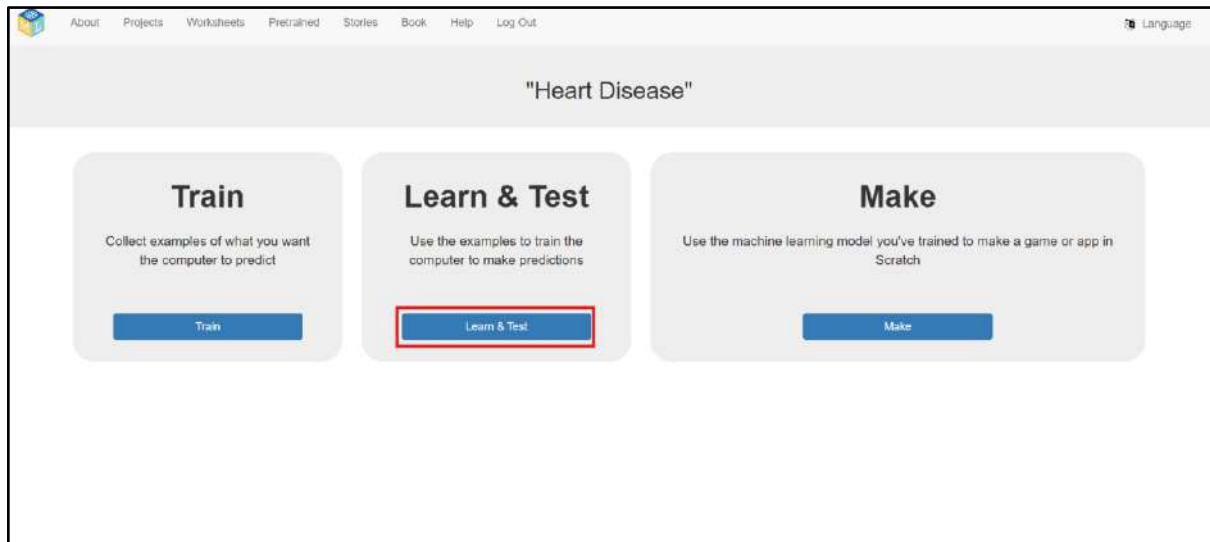 About Projects Worksheets Pretrained Stories Book Help Log Out Language
"Heart Disease"
Train
Collect examples of what you want
the computer to predict
Train
Learn & Test
Use the examples to train the
computer to make predictions
Learn & Test
Make
Use the machine learning model you've trained to make a game or app in
Scratch
Make